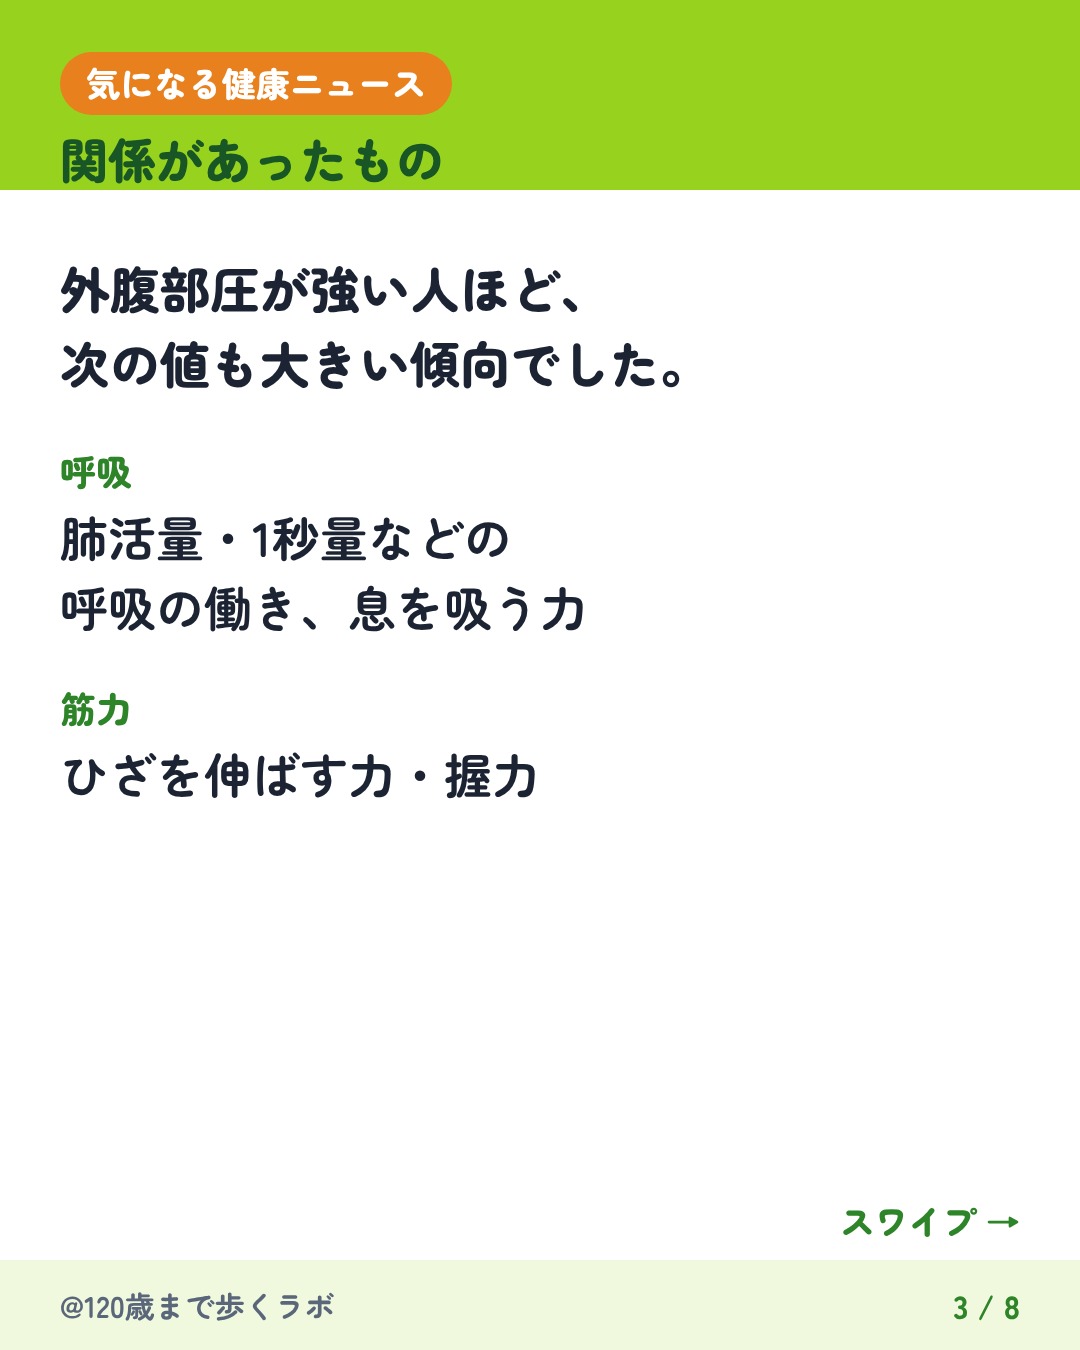 気になる健康ニュース
関係があったもの
外腹部圧が強い人ほど、
次の値も大きい傾向でした。
呼吸
肺活量・1秒量などの
呼吸の働き、息を吸う力
筋力
ひざを伸ばす力・握力
スワイプ →
@120歳まで歩くラボ
3 / 8